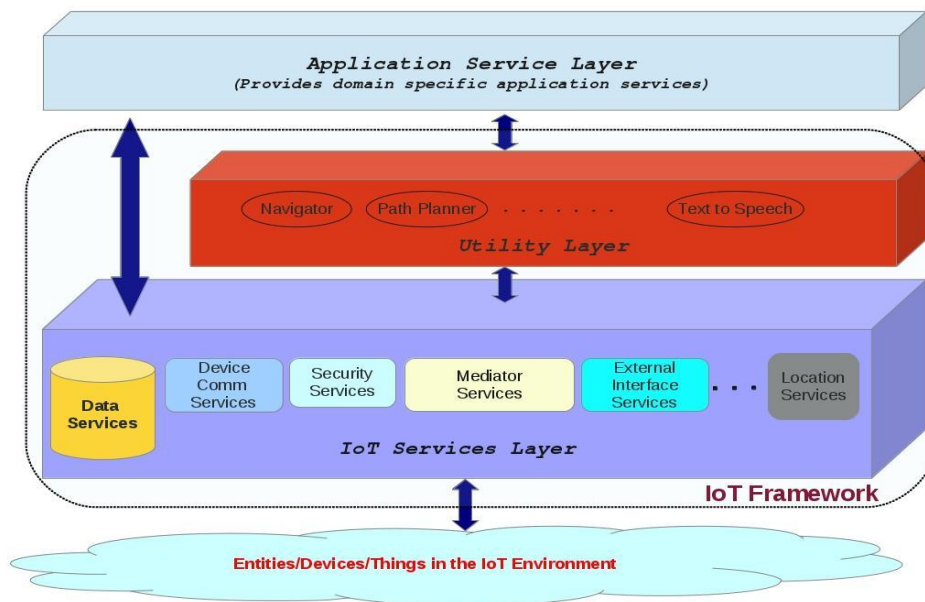 Application Service Layer
(Provides domain specific application services)
Navigator
Path Planner
. . . . . . .
Text to Speech
Utility Layer
Data
Services
Device
Comm
Services
Security
Services
Mediator
Services
External
Interface
Services
. . .
Location
Services
IoT Services Layer
IoT Framework
Entities/Devices/Things in the IoT Environment